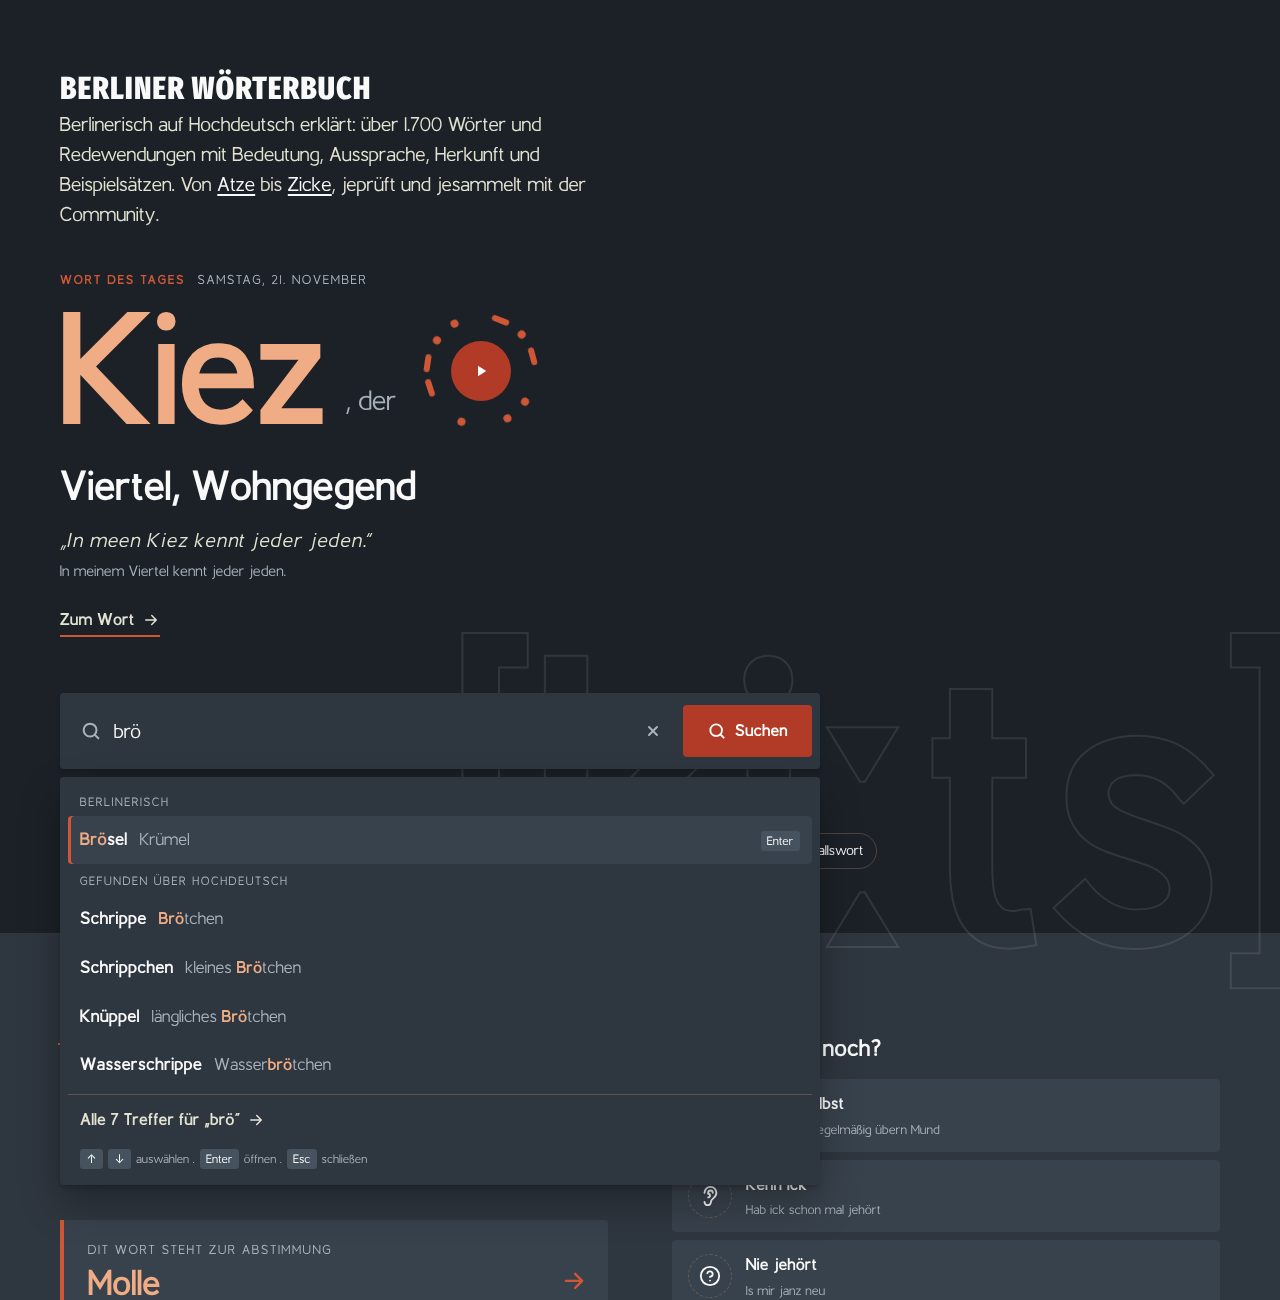 BERLINER WÖRTERBUCH
Berlinerisch auf Hochdeutsch erklärt: über 1.700 Wörter und
Redewendungen mit Bedeutung, Aussprache, Herkunft und
Beispielsätzen. Von Atze bis Zicke, jeprüft und jesammelt mit der
Community.
WORT DES TAGES SAMSTAG, 21. NOVEMBER
Kiez , der
Viertel, Wohngegend
„In meen Kiez kennt jeder jeden.“
In meinem Viertel kennt jeder jeden.
Zum Wort →
brö × Suchen
BERLINERISCH
Brösel Krümel Enter
GEFUNDEN ÜBER HOCHDEUTSCH
Schrippe Brötchen
Schrippchen kleines Brötchen
Knüppel längliches Brötchen
Wasserschrippe Wasserbrötchen
Alle 7 Treffer für „brö“ →
↑ ↓ auswählen . Enter öffnen . Esc schließen
noch?
übern Mund
Kenn ick
Hab ick schon mal jehört
DIT WORT STEHT ZUR ABSTIMMUNG
Molle →
Nie jehört
Is mir janz neu